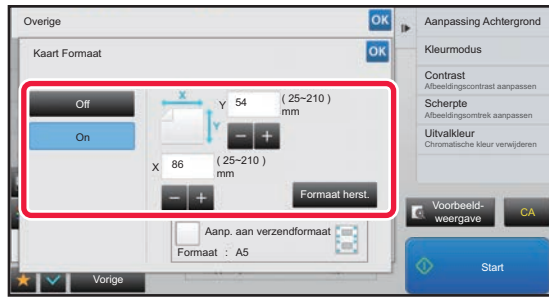 Overige
OK
Kaart Formaat
OK
Off
On
X
Y
Y 54 ( 25~210 )
mm
- +
X 86 ( 25~210 )
mm
- +
Formaat herst.
Aanp. aan verzendformaat
Formaat : A5
Vorige
Aanpassing Achtergrond
Kleurmodus
Contrast
Afbeeldingscontrast aanpassen
Scherpte
Afbeeldingsomtrek aanpassen
Uitvalkleur
Chromatische kleur verwijderen
Voorbeeld-
weergave
CA
Start